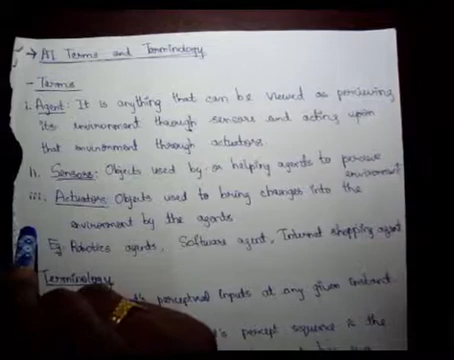 → AI Terms and Terminology
- Terms
i. Agent: It is anything that can be viewed as perceiving
its environment through sensors and acting upon
that environment through actuators
ii. Sensors: Objects used by or helping agents to perceive
environment
iii. Actuators: Objects used to bring changes into the
environment by the agents
Eg: Robotics agents, Software agent, Internet shopping agent
Terminology
perceptual inputs at any given instant
percept sequence is the